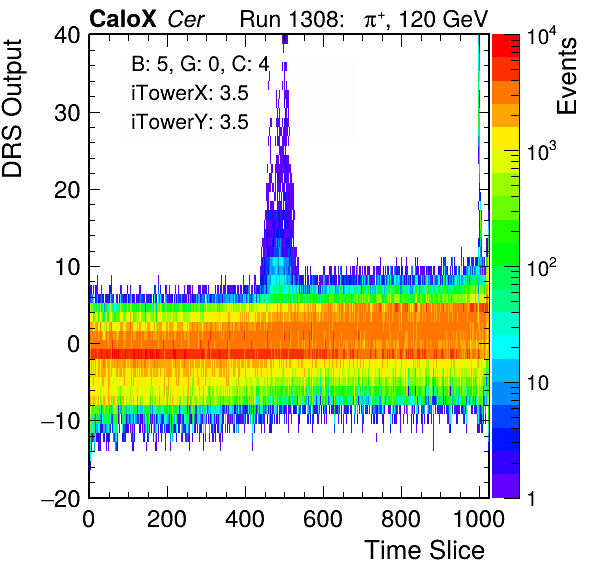 CaloX Cer Run 1308: π⁺, 120 GeV
B: 5, G: 0, C: 4
iTowerX: 3.5
iTowerY: 3.5
DRS Output
40
30
20
10
0
−10
−20
0 200 400 600 800 1000
Time Slice
Events
10⁴
10³
10²
10
1